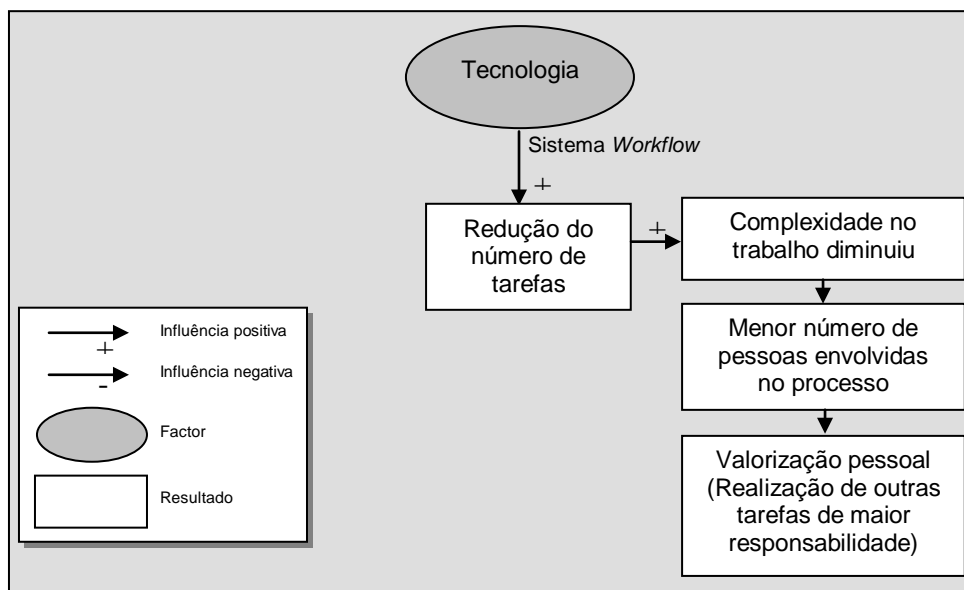 Tecnologia
Sistema Workflow
+
Redução do
número de
tarefas
+
Complexidade no
trabalho diminuiu
Menor número de
pessoas envolvidas
no processo
Valorização pessoal
(Realização de outras
tarefas de maior
responsabilidade)
Influência positiva
+
Influência negativa
-
Factor
Resultado